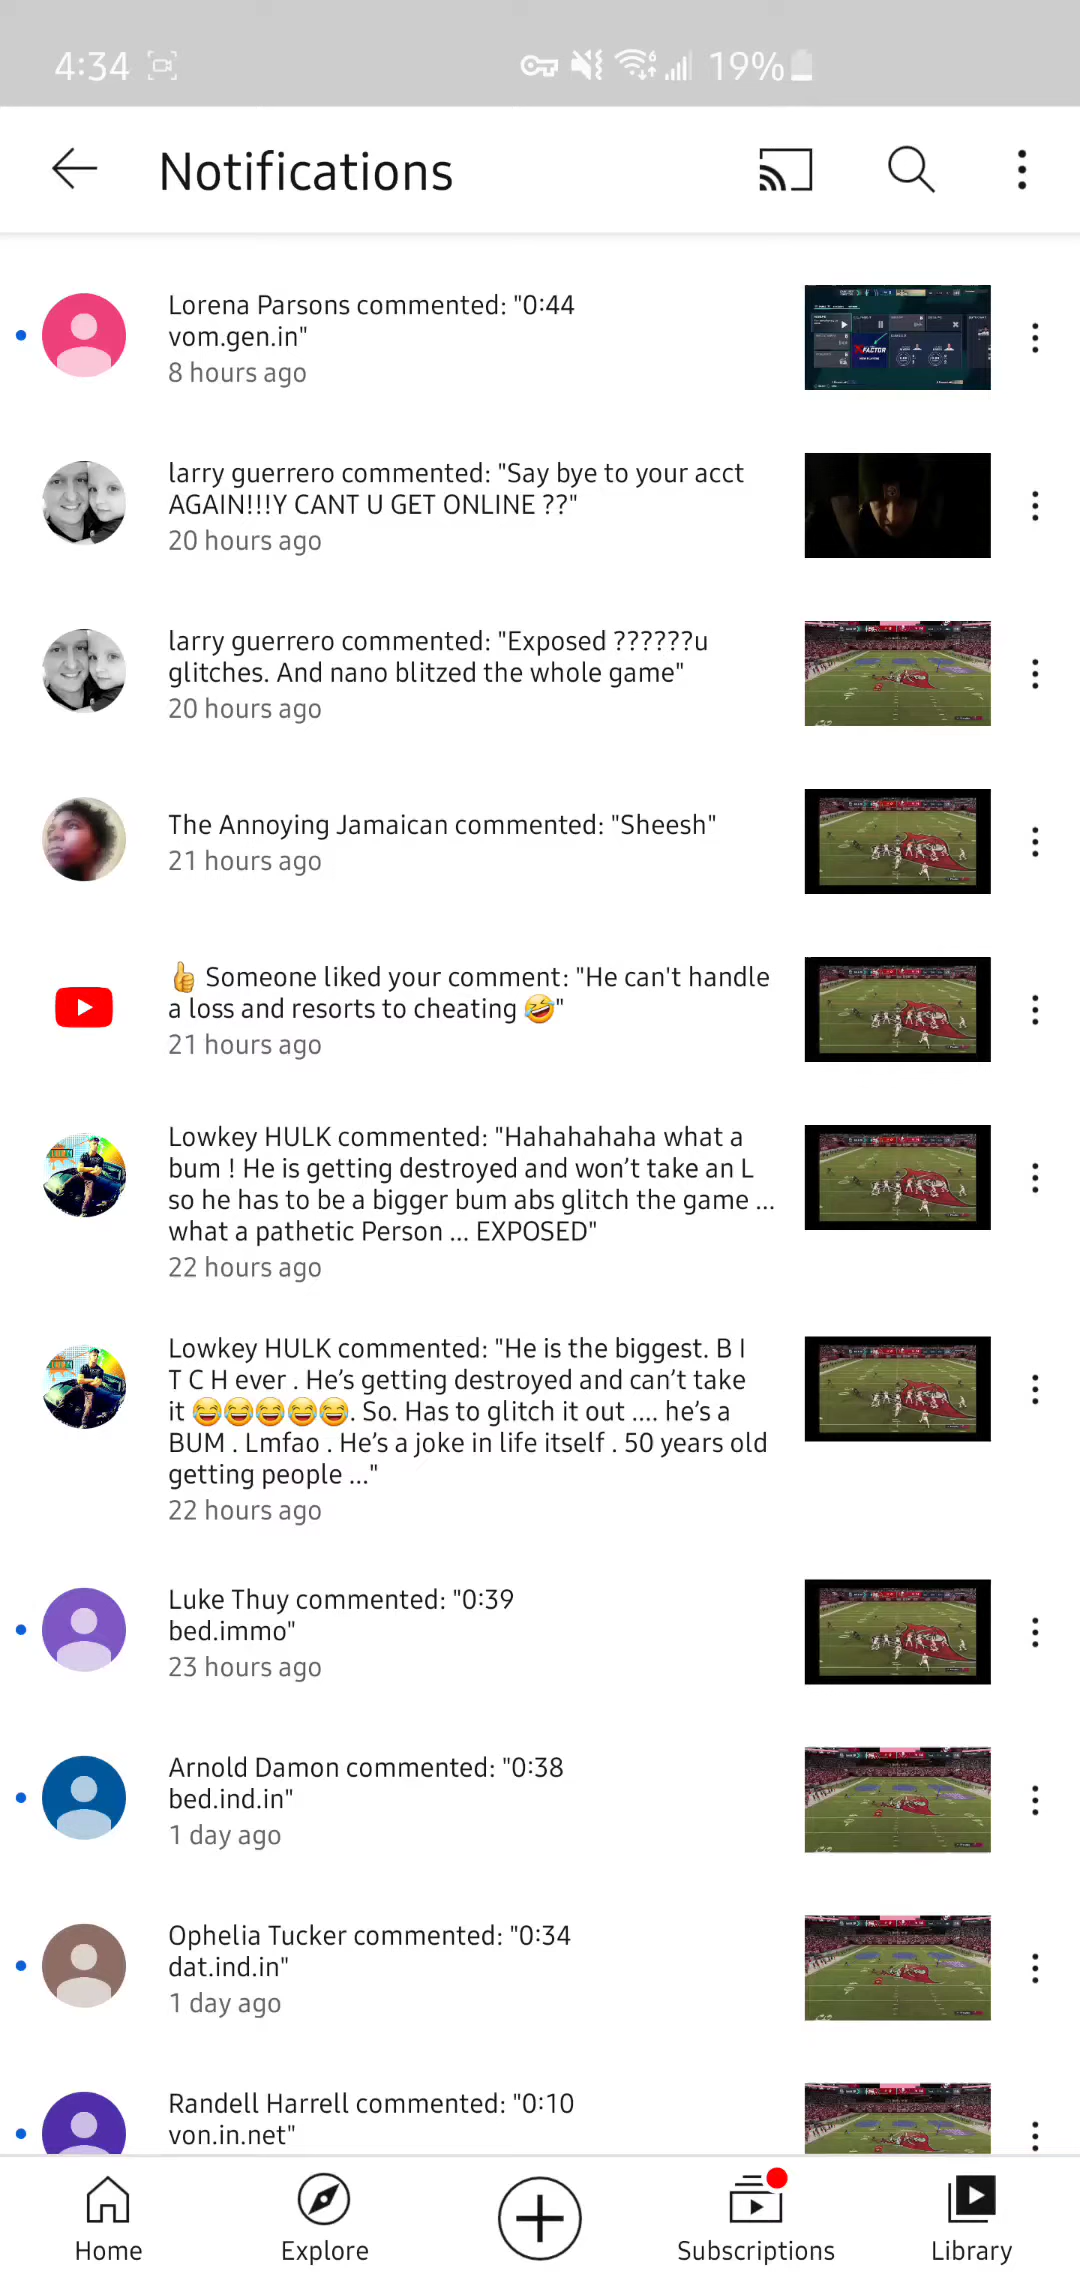 4:34
19%
Notifications
Lorena Parsons commented: "0:44
vom.gen.in"
8 hours ago
larry guerrero commented: "Say bye to your acct
AGAIN!!!Y CANT U GET ONLINE ??"
20 hours ago
larry guerrero commented: "Exposed ??????u
glitches. And nano blitzed the whole game"
20 hours ago
The Annoying Jamaican commented: "Sheesh"
21 hours ago
👍 Someone liked your comment: "He can't handle
a loss and resorts to cheating 🤣"
21 hours ago
Lowkey HULK commented: "Hahahahaha what a
bum ! He is getting destroyed and won’t take an L
so he has to be a bigger bum abs glitch the game ...
what a pathetic Person ... EXPOSED"
22 hours ago
Lowkey HULK commented: "He is the biggest. B I
T C H ever . He’s getting destroyed and can’t take
it 😂😂😂😂😂. So. Has to glitch it out .... he’s a
BUM . Lmfao . He’s a joke in life itself . 50 years old
getting people ..."
22 hours ago
Luke Thuy commented: "0:39
bed.immo"
23 hours ago
Arnold Damon commented: "0:38
bed.ind.in"
1 day ago
Ophelia Tucker commented: "0:34
dat.ind.in"
1 day ago
Randell Harrell commented: "0:10
von.in.net"
Home
Explore
Subscriptions
Library